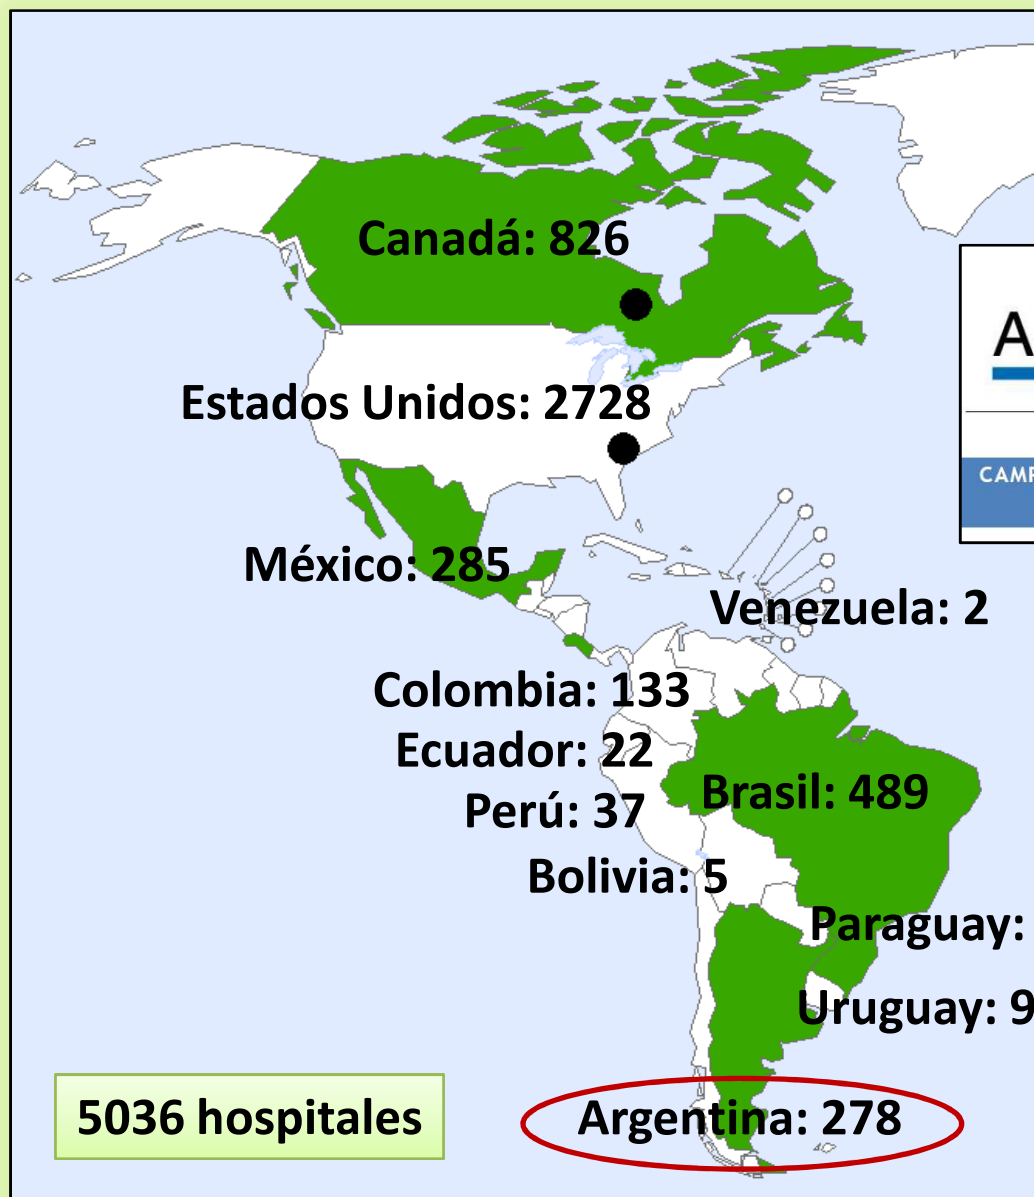 Canadá: 826
A
Estados Unidos: 2728
CAMP
México: 285
Venezuela: 2
Colombia: 133
Ecuador: 22
Brasil: 489
Perú: 37
Bolivia: 5
Paraguay:
Uruguay: 9
5036 hospitales
Argentina: 278